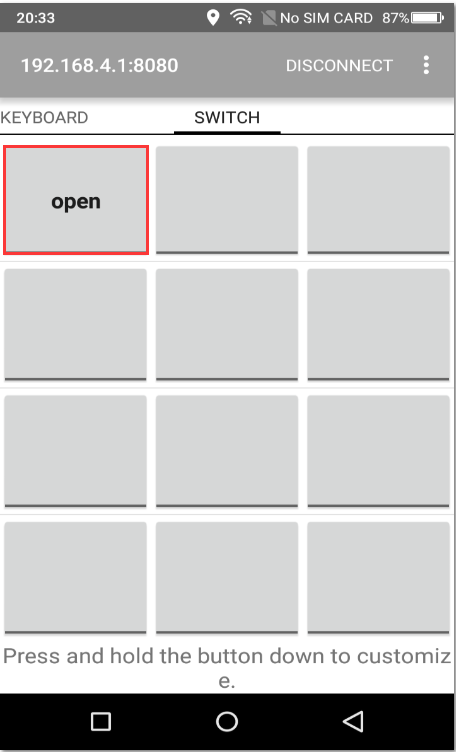 20:33 No SIM CARD 87%
192.168.4.1:8080 DISCONNECT
KEYBOARD SWITCH
open
Press and hold the button down to customiz
e.